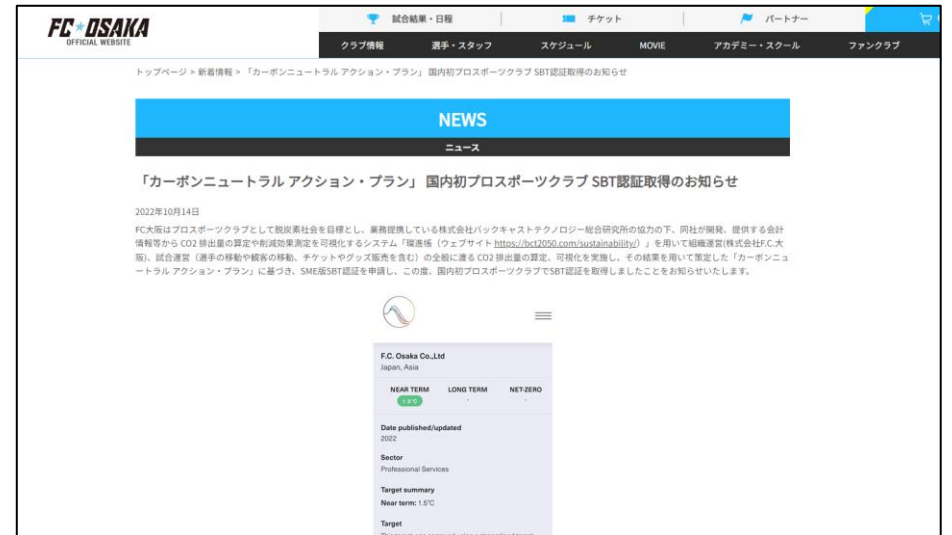 FC★OSAKA
OFFICIAL WEBSITE
試合結果・日程
チケット
パートナー
クラブ情報
選手・スタッフ
スケジュール
MOVIE
アカデミー・スクール
ファンクラブ
トップページ > 新着情報 > 「カーボンニュートラル アクション・プラン」 国内初プロスポーツクラブ SBT認証取得のお知らせ
NEWS
ニュース
「カーボンニュートラル アクション・プラン」 国内初プロスポーツクラブ SBT認証取得のお知らせ
2022年10月14日
FC大阪はプロスポーツクラブとして脱炭素社会を目標とし、業務提携している株式会社バックキャストテクノロジー総合研究所の協力の下、同社が開発、提供する会計
情報等から CO2 排出量の算定や削減効果測定を可視化するシステム「環進帳（ウェブサイト https://bct2050.com/sustainability/）」を用いて組織運営(株式会社F.C.大
阪)、試合運営（選手の移動や観客の移動、チケットやグッズ販売を含む）の全般に渡る CO2 排出量の算定、可視化を実施し、その結果を用いて策定した「カーボンニュ
ートラル アクション・プラン」に基づき、SME版SBT認証を申請し、この度、国内初プロスポーツクラブでSBT認証を取得しましたことをお知らせいたします。
F.C. Osaka Co.,Ltd
Japan, Asia
NEAR TERM LONG TERM NET-ZERO
1.5°C - -
Date published/updated
2022
Sector
Professional Services
Target summary
Near term: 1.5°C
Target